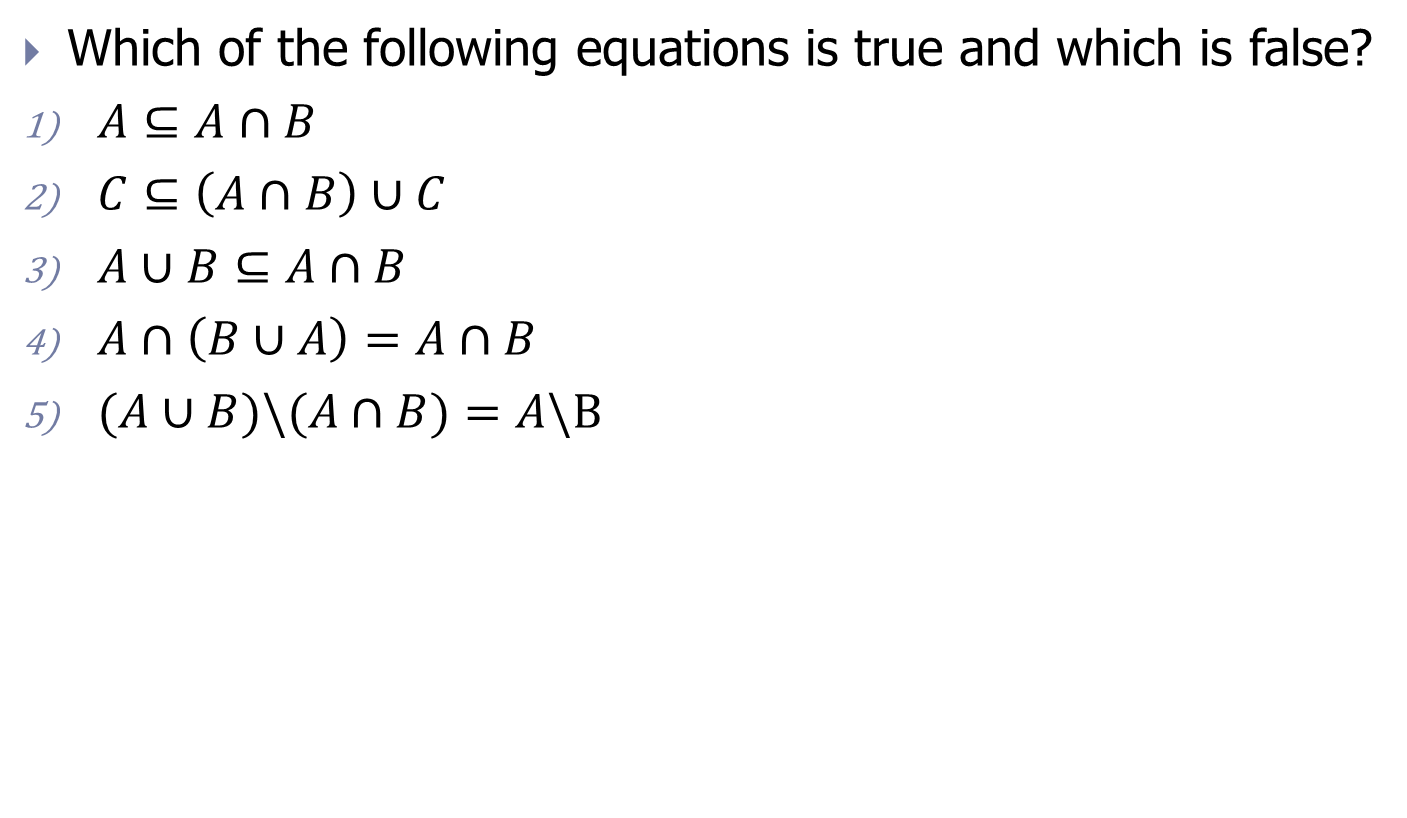 Which of the following equations is true and which is false?
1) A ⊆ A ∩ B
2) C ⊆ (A ∩ B) ∪ C
3) A ∪ B ⊆ A ∩ B
4) A ∩ (B ∪ A) = A ∩ B
5) (A ∪ B)\(A ∩ B) = A\B